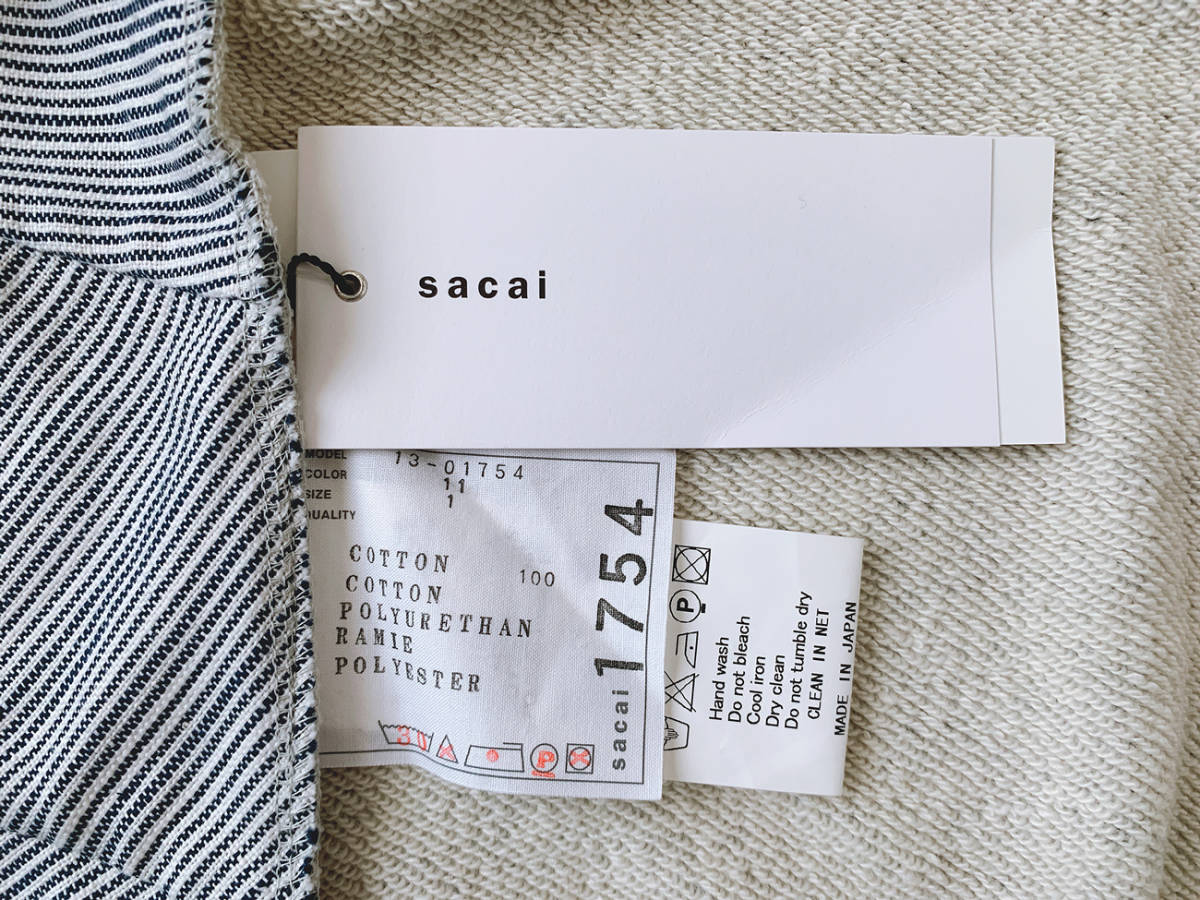 sacai
MODEL 13-01754
COLOR 11
SIZE 1
QUALITY
COTTON 100
COTTON
POLYURETHAN
RAMIE
POLYESTER
30
P
sacai 1754
P
Hand wash
Do not bleach
Cool iron
Dry clean
Do not tumble dry
CLEAN IN NET
MADE IN JAPAN